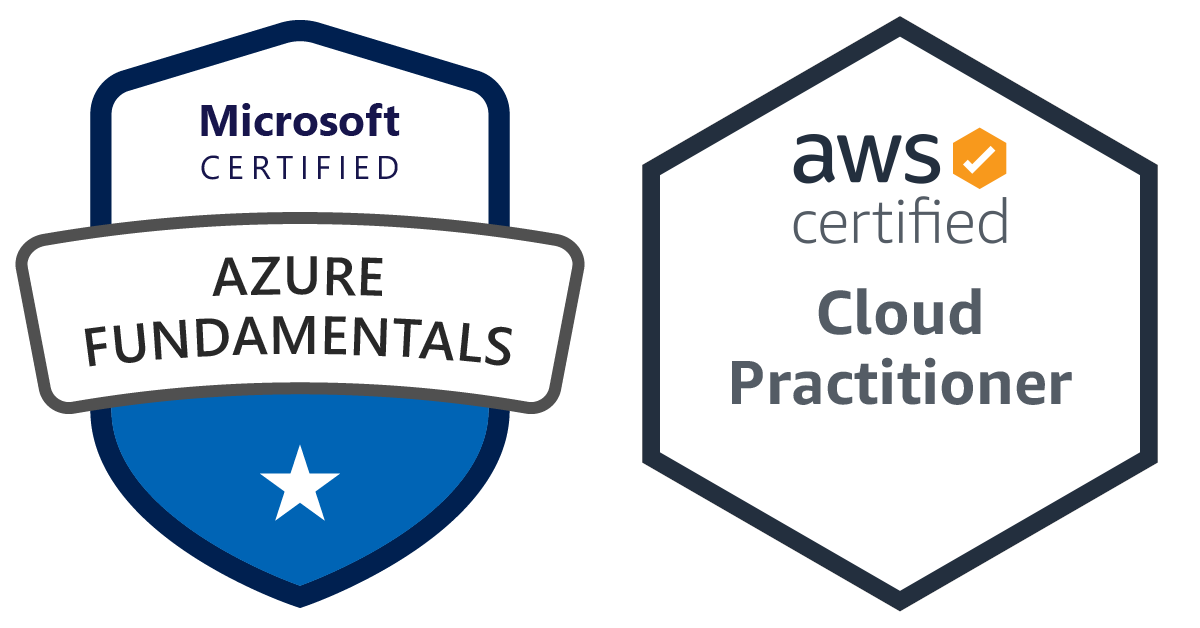 Microsoft
CERTIFIED
AZURE
FUNDAMENTALS
aws
certified
Cloud
Practitioner